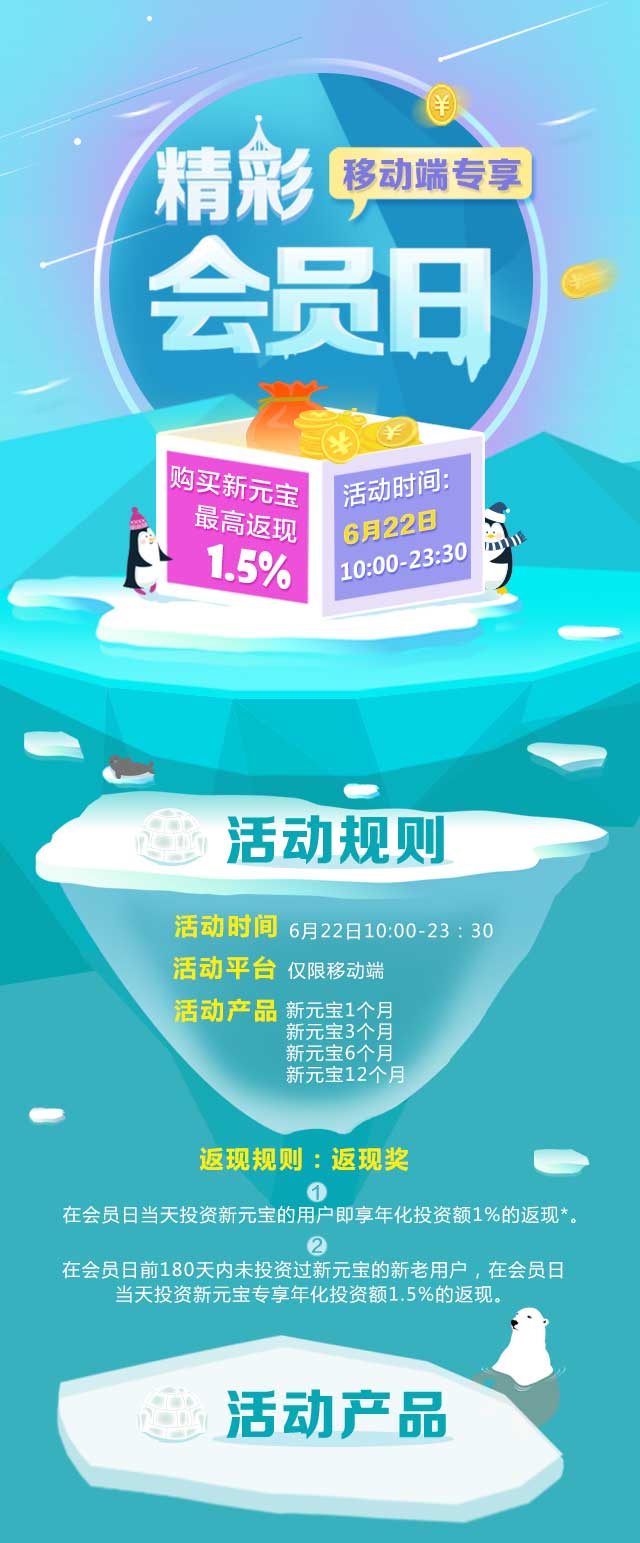 精彩
移动端专享
会员日
购买新元宝
最高返现
1.5%
活动时间:
6月22日
10:00-23:30
活动规则
活动时间 6月22日10:00-23：30
活动平台 仅限移动端
活动产品 新元宝1个月
新元宝3个月
新元宝6个月
新元宝12个月
返现规则：返现奖
1
在会员日当天投资新元宝的用户即享年化投资额1%的返现*。
2
在会员日前180天内未投资过新元宝的新老用户，在会员日
当天投资新元宝专享年化投资额1.5%的返现。
活动产品